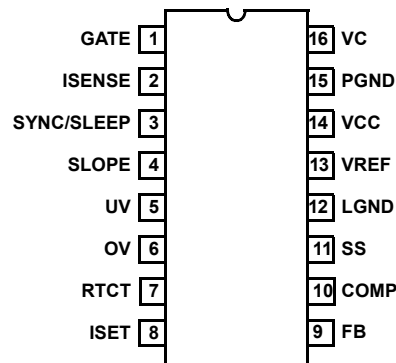 GATE 1 16 VC
ISENSE 2 15 PGND
SYNC/SLEEP 3 14 VCC
SLOPE 4 13 VREF
UV 5 12 LGND
OV 6 11 SS
RTCT 7 10 COMP
ISET 8 9 FB